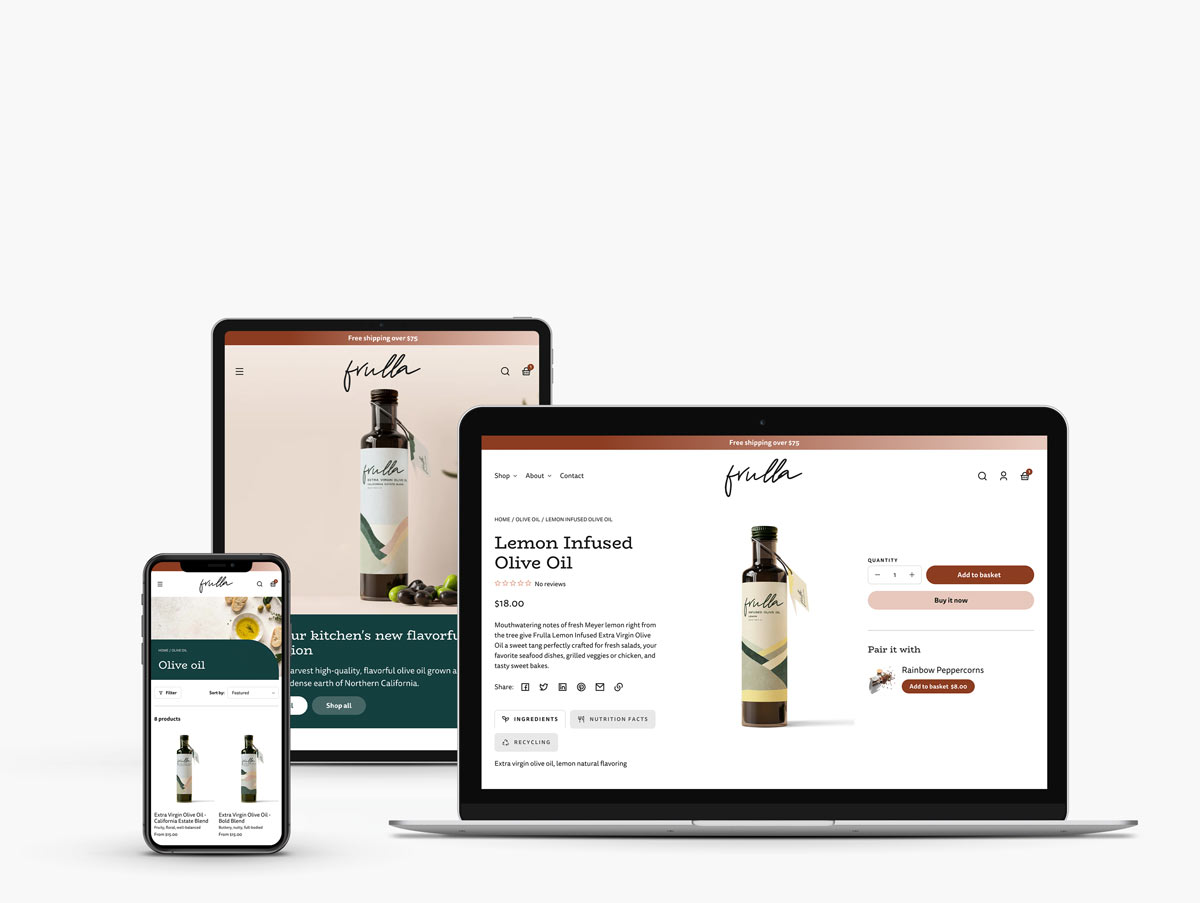 Free shipping over $75
frulla
frulla
EXTRA VIRGIN OLIVE OIL
CALIFORNIA ESTATE BLEND
ur kitchen's new flavorfu
ion
arvest high-quality, flavorful olive oil grown a
dense earth of Northern California.
Shop all
Free shipping over $75
Shop
About
Contact
frulla
HOME / OLIVE OIL / LEMON INFUSED OLIVE OIL
Lemon Infused
Olive Oil
No reviews
$18.00
Mouthwatering notes of fresh Meyer lemon right from
the tree give Frulla Lemon Infused Extra Virgin Olive
Oil a sweet tang perfectly crafted for fresh salads, your
favorite seafood dishes, grilled veggies or chicken, and
tasty sweet bakes.
Share:
INGREDIENTS
NUTRITION FACTS
RECYCLING
Extra virgin olive oil, lemon natural flavoring
frulla
INFUSED OLIVE OIL
LEMON
QUANTITY
− 1 +
Add to basket
Buy it now
Pair it with
Rainbow Peppercorns
Add to basket $8.00
frulla
HOME / OLIVE OIL
Olive oil
Filter
Sort by:
Featured
8 products
frulla
frulla
Extra Virgin Olive Oil -
California Estate Blend
Fruity, floral, well-balanced
From $15.00
Extra Virgin Olive Oil -
Bold Blend
Buttery, nutty, full-bodied
From $15.00